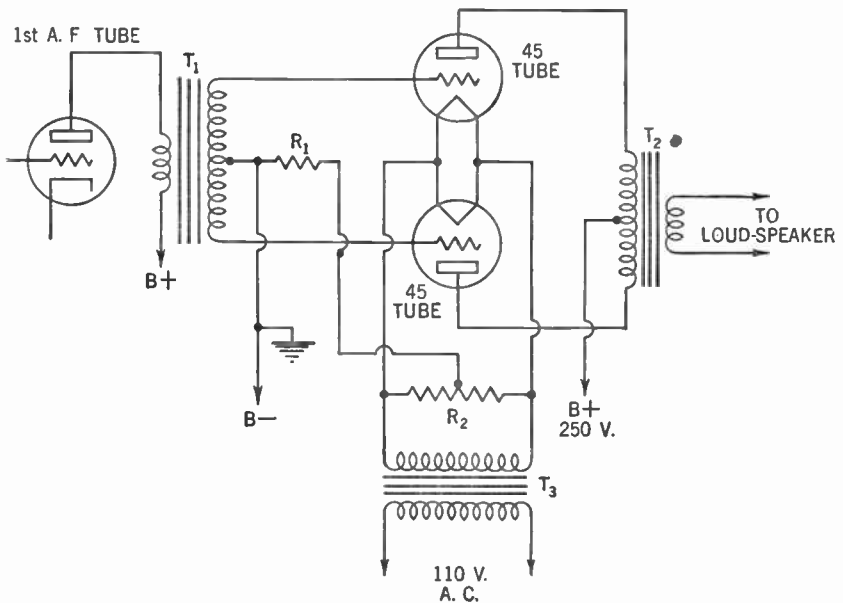 1st A. F TUBE
T1
R1
45
TUBE
T2
TO
LOUD-SPEAKER
B+
45
TUBE
B—
R2
B+
250 V.
T3
110 V.
A. C.